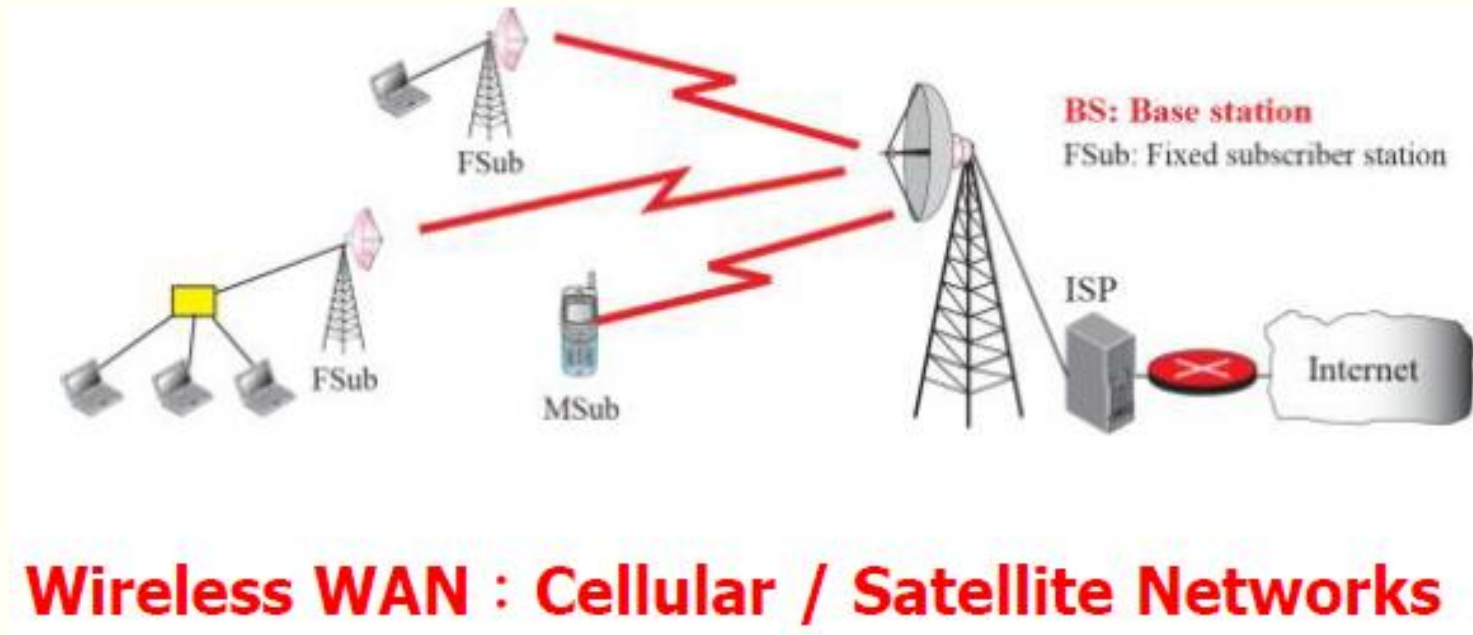 FSub
BS: Base station
FSub: Fixed subscriber station
FSub
MSub
ISP
Internet
Wireless WAN：Cellular / Satellite Networks